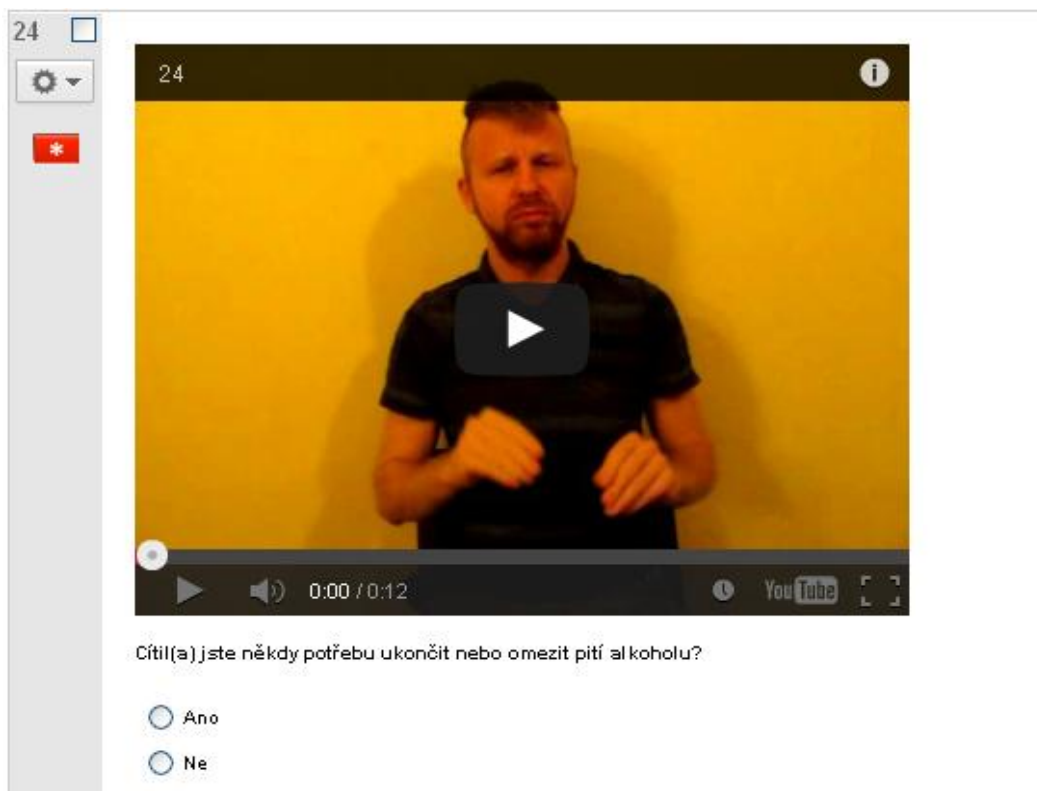 24
24
0:00 / 0:12
YouTube
Cítil(a) jste někdy potřebu ukončit nebo omezit pití alkoholu?
Ano
Ne